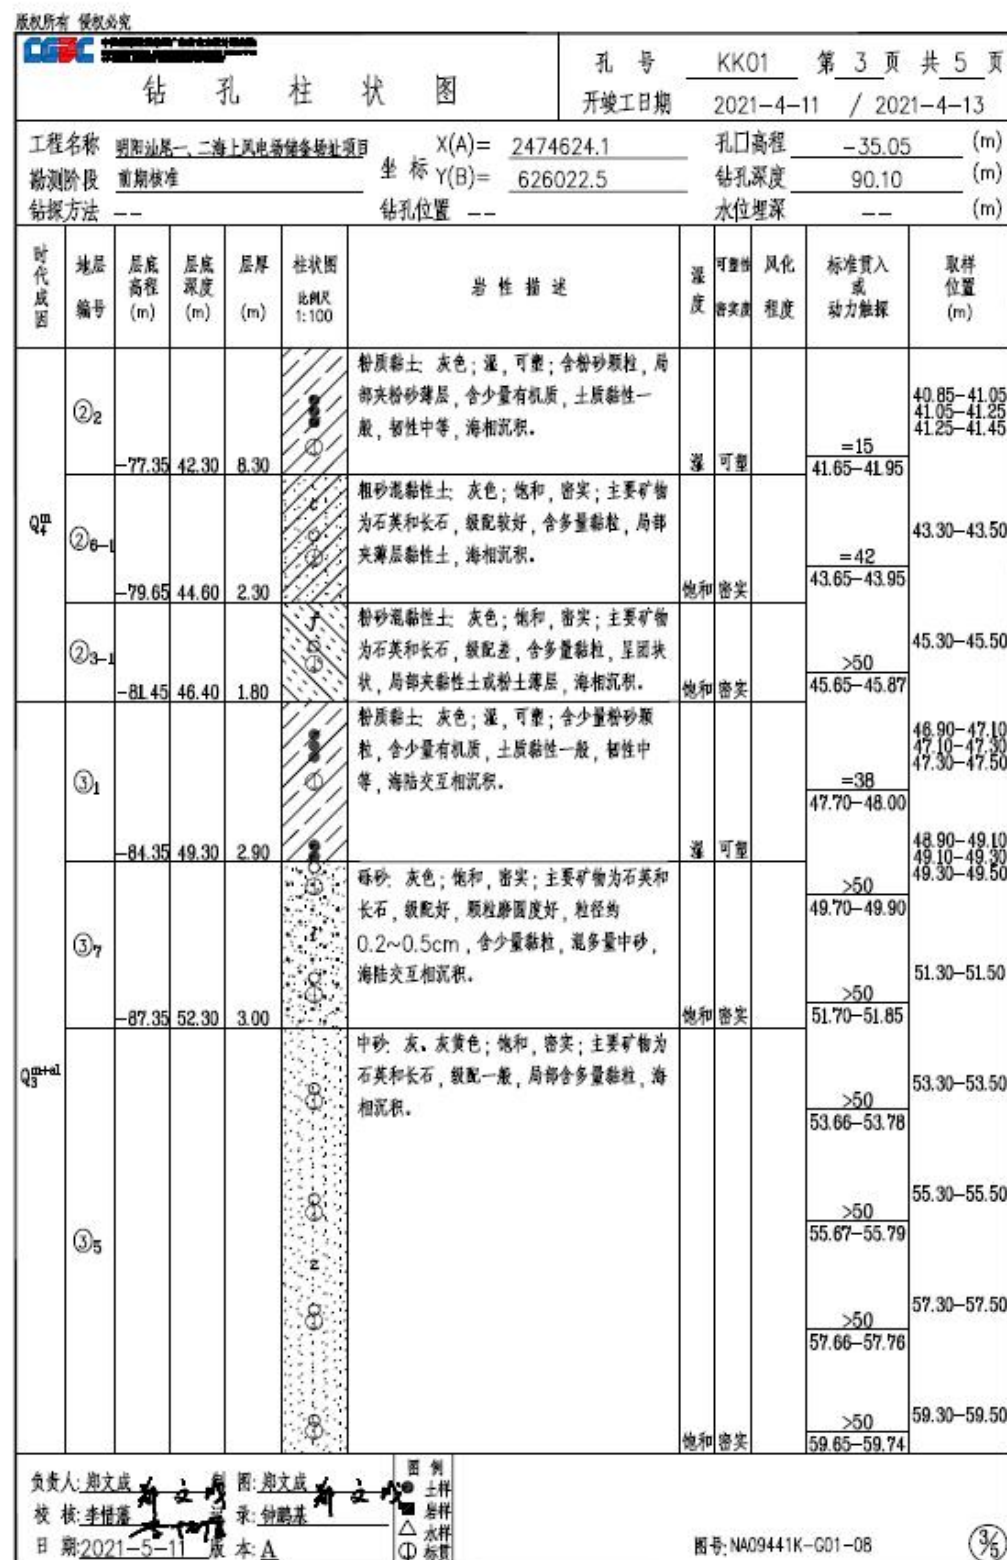 版权所有 侵权必究
CGDC
钻孔柱状图
孔号 KK01 第 3 页 共 5 页
开竣工日期 2021-4-11 / 2021-4-13
工程名称 明阳汕尾一、二海上风电场储备场址项目
勘测阶段 前期核准
钻探方法 --
坐标 X(A)= 2474624.1
Y(B)= 626022.5
钻孔位置 --
孔口高程 -35.05 (m)
钻孔深度 90.10 (m)
水位埋深 -- (m)
时代成因 地层编号 层底高程(m) 层底深度(m) 层厚(m) 柱状图 比例尺 1:100 岩性描述 湿度 可塑性 密实度 风化程度 标准贯入或动力触探 取样位置(m)
Q4m
②2 -77.35 42.30 8.30
粉质黏土: 灰色;湿,可塑;含粉砂颗粒,局
部夹粉砂薄层,含少量有机质,土质黏性一
般,韧性中等,海相沉积。
湿 可塑
=15
41.65-41.95
40.85-41.05
41.05-41.25
41.25-41.45
②6-1 -79.65 44.60 2.30
粗砂混黏性土: 灰色;饱和,密实;主要矿物
为石英和长石,级配较好,含多量黏粒,局部
夹薄层黏性土,海相沉积。
饱和 密实
=42
43.65-43.95
43.30-43.50
②3-1 -81.45 46.40 1.80
f
粉砂混黏性土: 灰色;饱和,密实;主要矿物
为石英和长石,级配差,含多量黏粒,呈团块
状,局部夹黏性土或粉土薄层,海相沉积。
饱和 密实
>50
45.65-45.87
45.30-45.50
Q3m+al
③1 -84.35 49.30 2.90
粉质黏土: 灰色;湿,可塑;含少量粉砂颗
粒,含少量有机质,土质黏性一般,韧性中
等,海陆交互相沉积。
湿 可塑
=38
47.70-48.00
46.90-47.10
47.10-47.30
47.30-47.50
48.90-49.10
49.10-49.30
49.30-49.50
③7 -87.35 52.30 3.00
砾砂: 灰色;饱和,密实;主要矿物为石英和
长石,级配好,颗粒磨圆度好,粒径约
0.2~0.5cm,含少量黏粒,混多量中砂,
海陆交互相沉积。
饱和 密实
>50
49.70-49.90
>50
51.70-51.85
51.30-51.50
③5
z
中砂: 灰、灰黄色;饱和,密实;主要矿物为
石英和长石,级配一般,局部含多量黏粒,海
相沉积。
饱和 密实
>50
53.66-53.78
53.30-53.50
>50
55.67-55.79
55.30-55.50
>50
57.66-57.76
57.30-57.50
>50
59.65-59.74
59.30-59.50
负责人: 郑文成 制图: 郑文成
校核: 李惜藩 录: 钟鹏基
日期: 2021-5-11 版本: A
图例
土样
岩样
水样
标贯
图号: NA09441K-G01-08
3/5